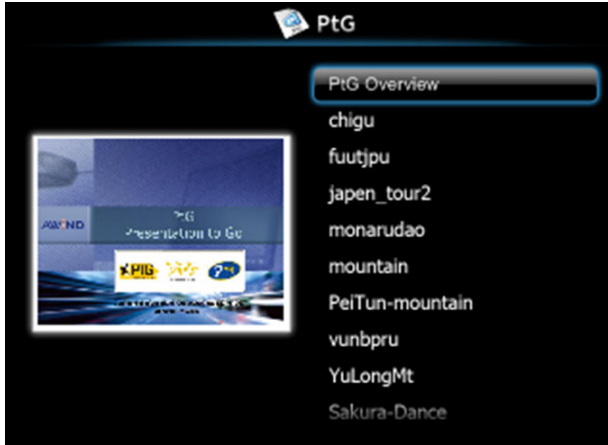 PtG
PtG Overview
chigu
fuutjpu
japen_tour2
monarudao
mountain
PeiTun-mountain
vunbpru
YuLongMt
Sakura-Dance
AWIND
PtG
Presentation to Go
PtG